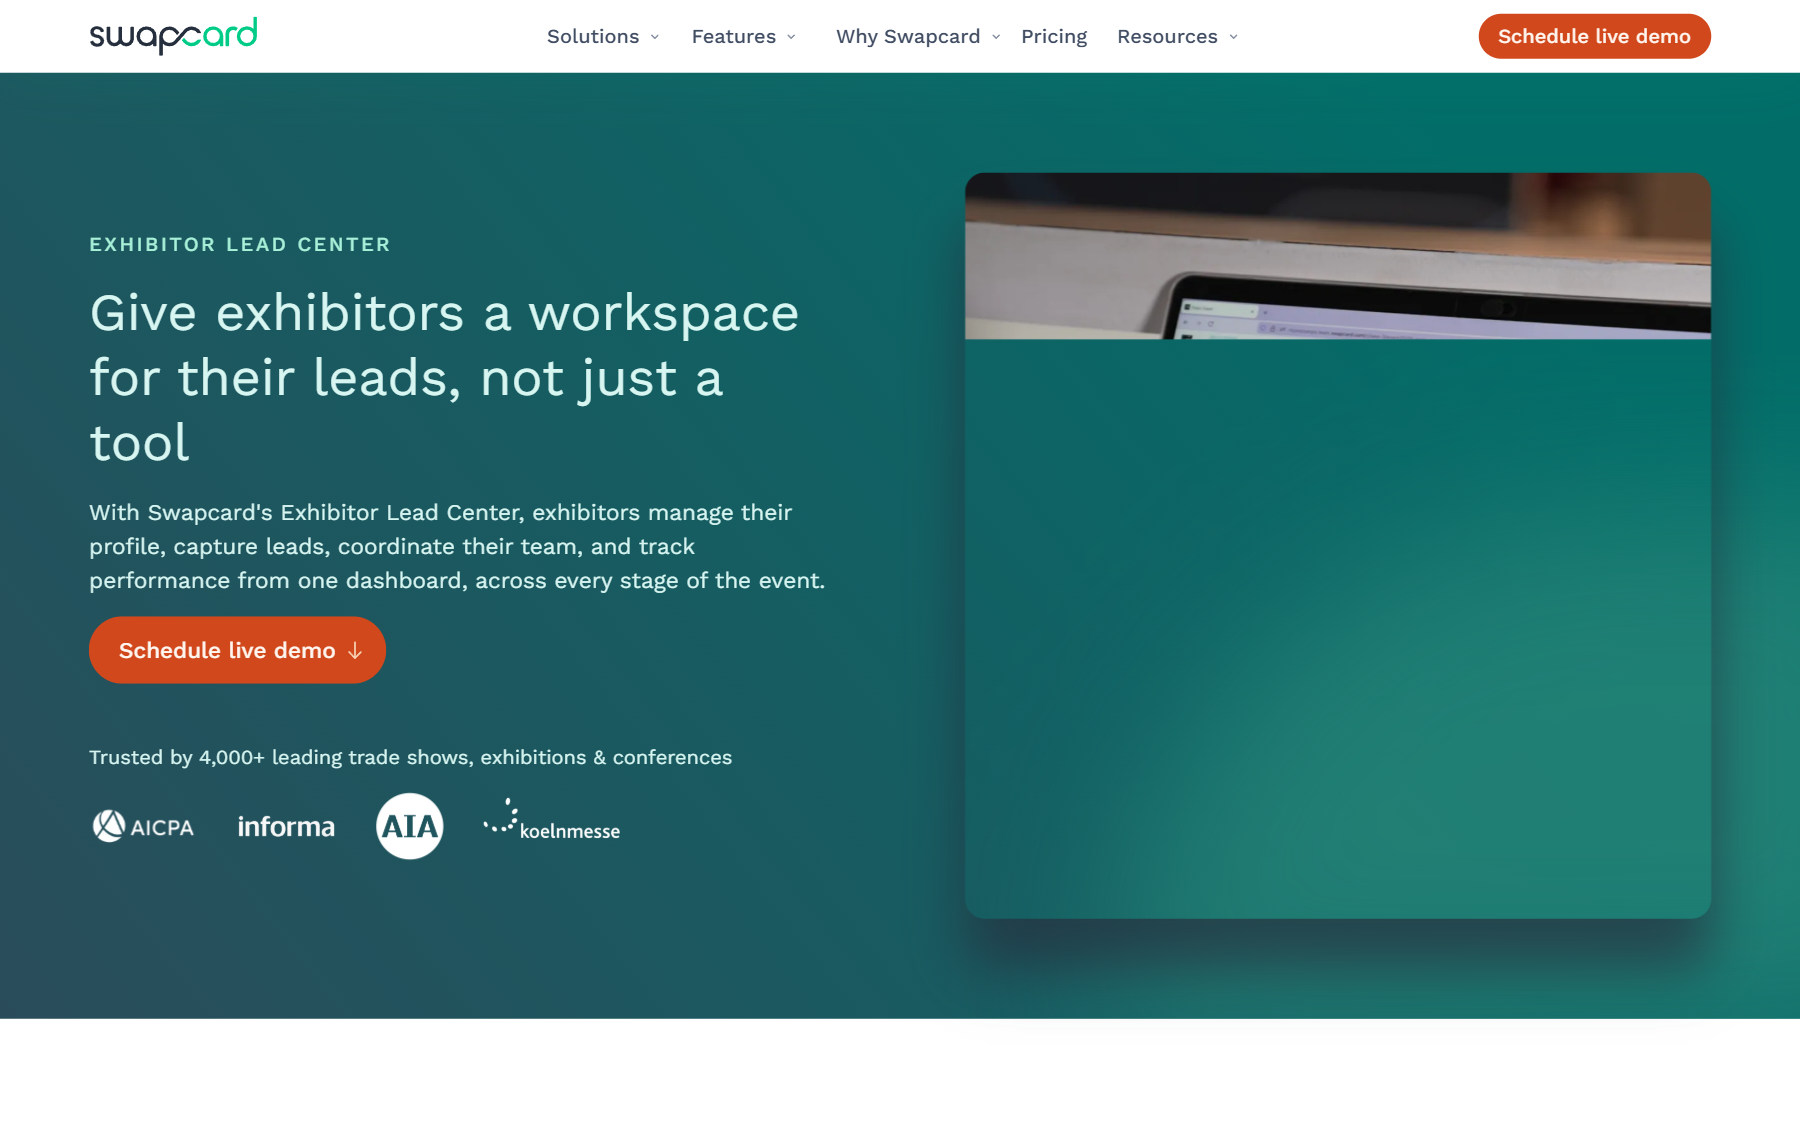 swapcard
Solutions
Features
Why Swapcard
Pricing
Resources
Schedule live demo
EXHIBITOR LEAD CENTER
Give exhibitors a workspace
for their leads, not just a
tool
With Swapcard's Exhibitor Lead Center, exhibitors manage their
profile, capture leads, coordinate their team, and track
performance from one dashboard, across every stage of the event.
Schedule live demo ↓
Trusted by 4,000+ leading trade shows, exhibitions & conferences
AICPA
informa
AIA
koelnmesse